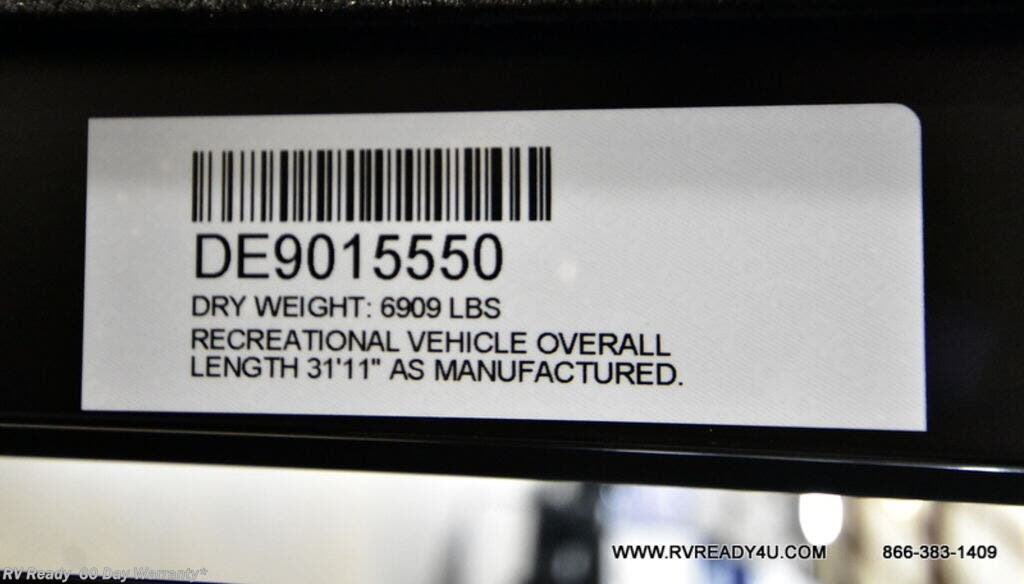 DE9015550
DRY WEIGHT: 6909 LBS
RECREATIONAL VEHICLE OVERALL
LENGTH 31'11" AS MANUFACTURED.
WWW.RVREADY4U.COM 866-383-1409
RV Ready 60 Day Warranty*